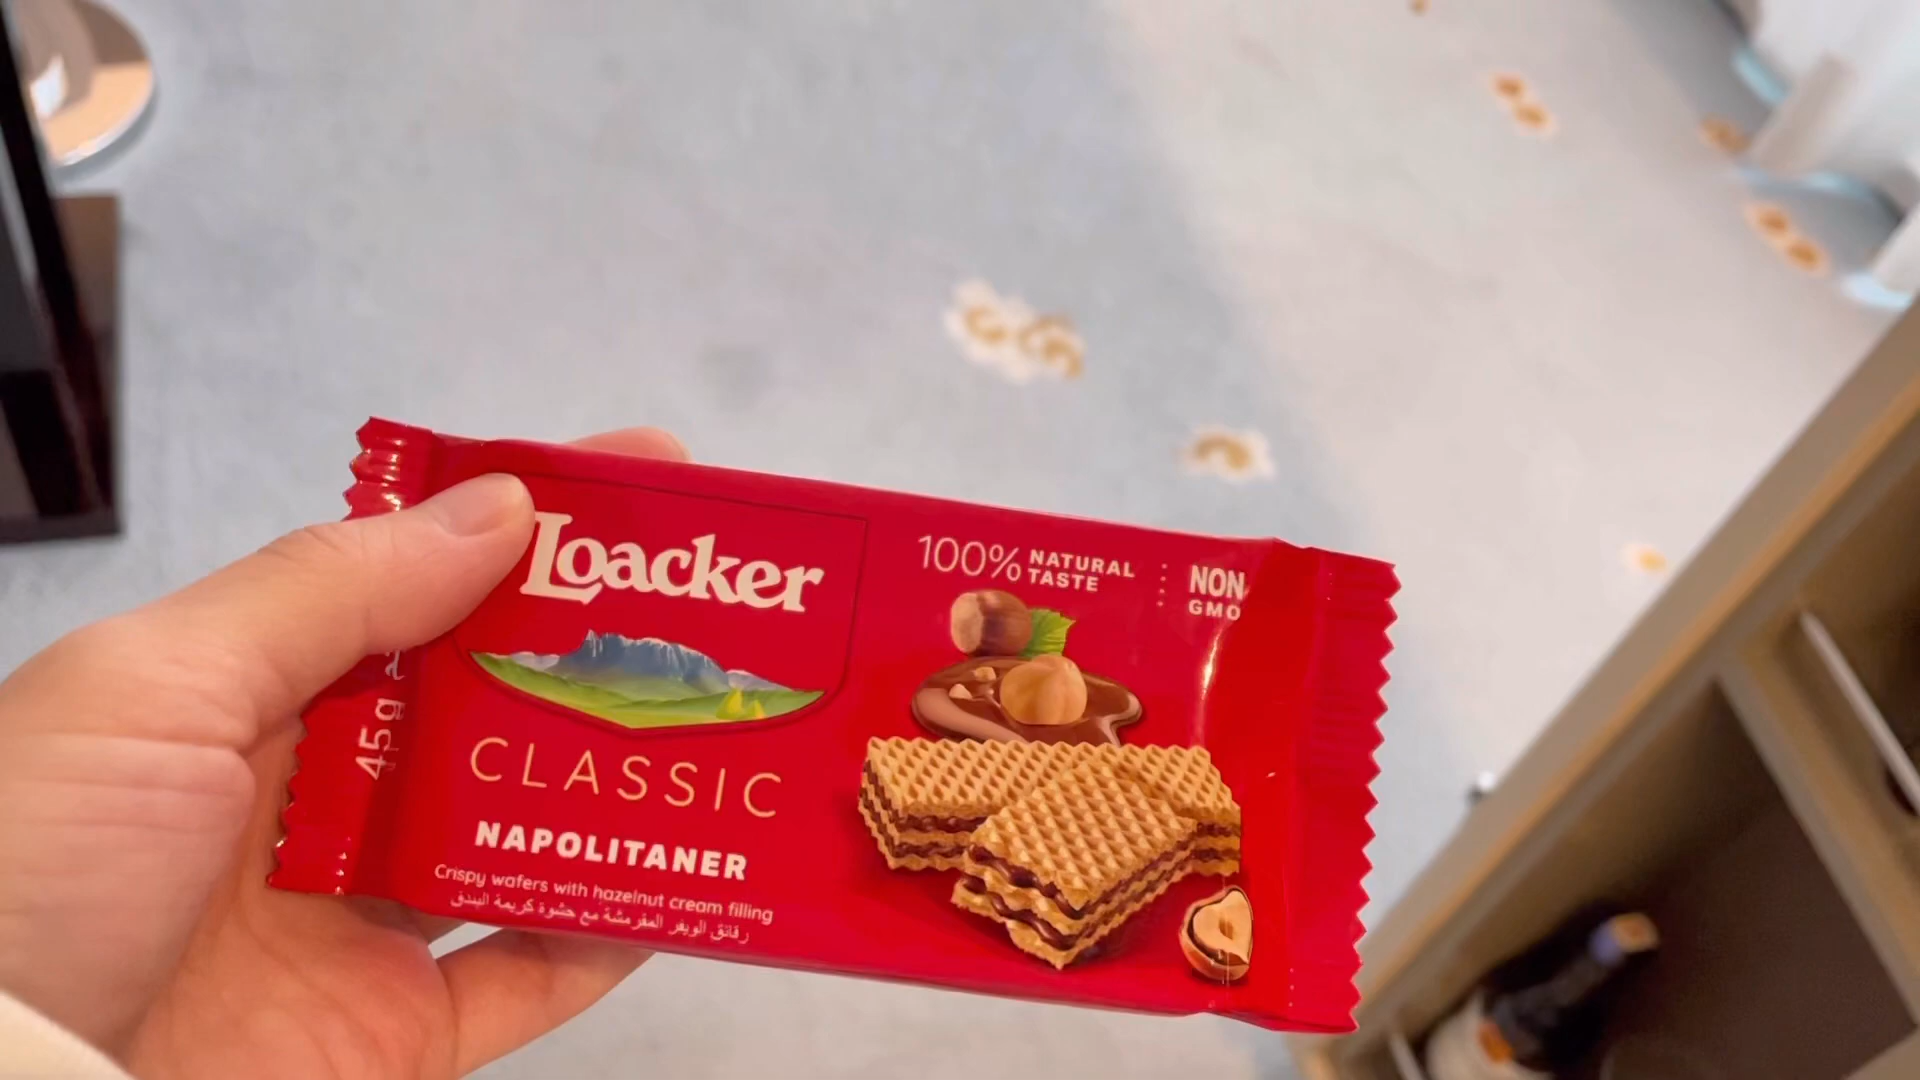 Loacker
CLASSIC
NAPOLITANER
Crispy wafers with hazelnut cream filling
رقائق الويفر المقرمشة مع حشوة كريمة البندق
100% NATURAL
TASTE
NON
GMO
45g